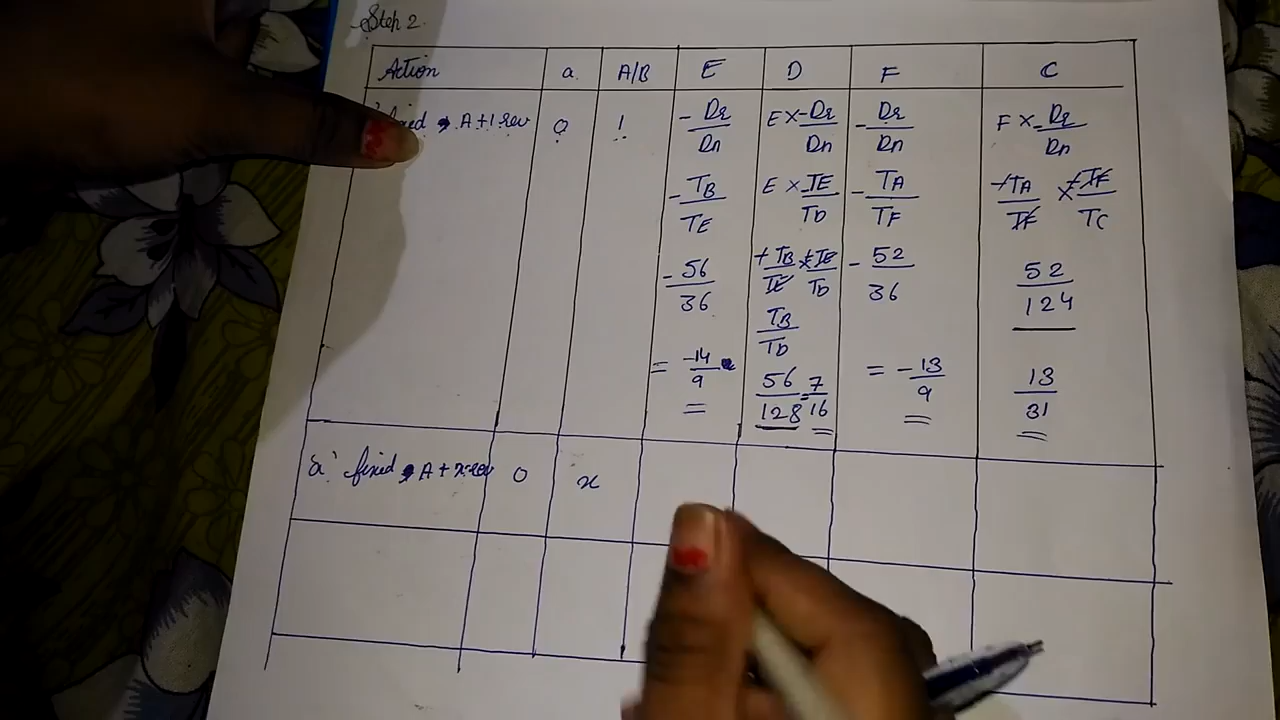 Step 2.
Action a. A/B E D F C
fixed → A+1 rev 0 1 -Dr/Dn E×-Dr/Dn -Dr/Dn F×-Dr/Dn
-TB/TE E×TE/TD -TA/TF +TA/TF × +TF/TC
-56/36 +TB/TE × TE/TD -52/36 52/124
TB/TD
= -14/9 56/128 = 7/16 = -13/9 13/31
'a' fixed → A+x rev 0 x